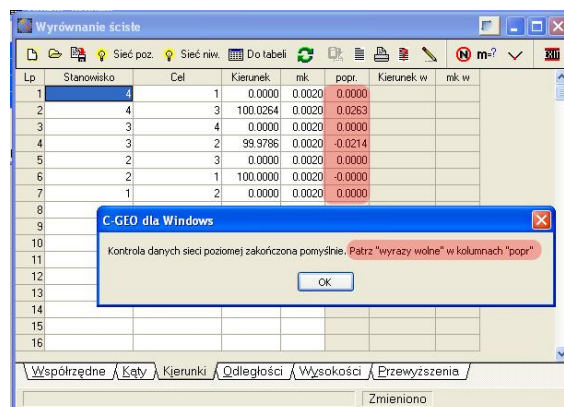 Wyrównanie ścisłe
Sieć poz. Sieć niw. Do tabeli N m=? XIII
Lp Stanowisko Cel Kierunek mk popr. Kierunek w mk w
1 4 1 0.0000 0.0020 0.0000
2 4 3 100.0264 0.0020 0.0263
3 3 4 0.0000 0.0020 0.0000
4 3 2 99.9786 0.0020 -0.0214
5 2 3 0.0000 0.0020 0.0000
6 2 1 100.0000 0.0020 -0.0000
7 1 2 0.0000 0.0020 0.0000
8
9
10
11
12
13
14
15
16
C-GEO dla Windows
Kontrola danych sieci poziomej zakończona pomyślnie. Patrz "wyrazy wolne" w kolumnach "popr"
OK
Współrzędne Kąty Kierunki Odległości Wysokości Przewyższenia
Zmieniono